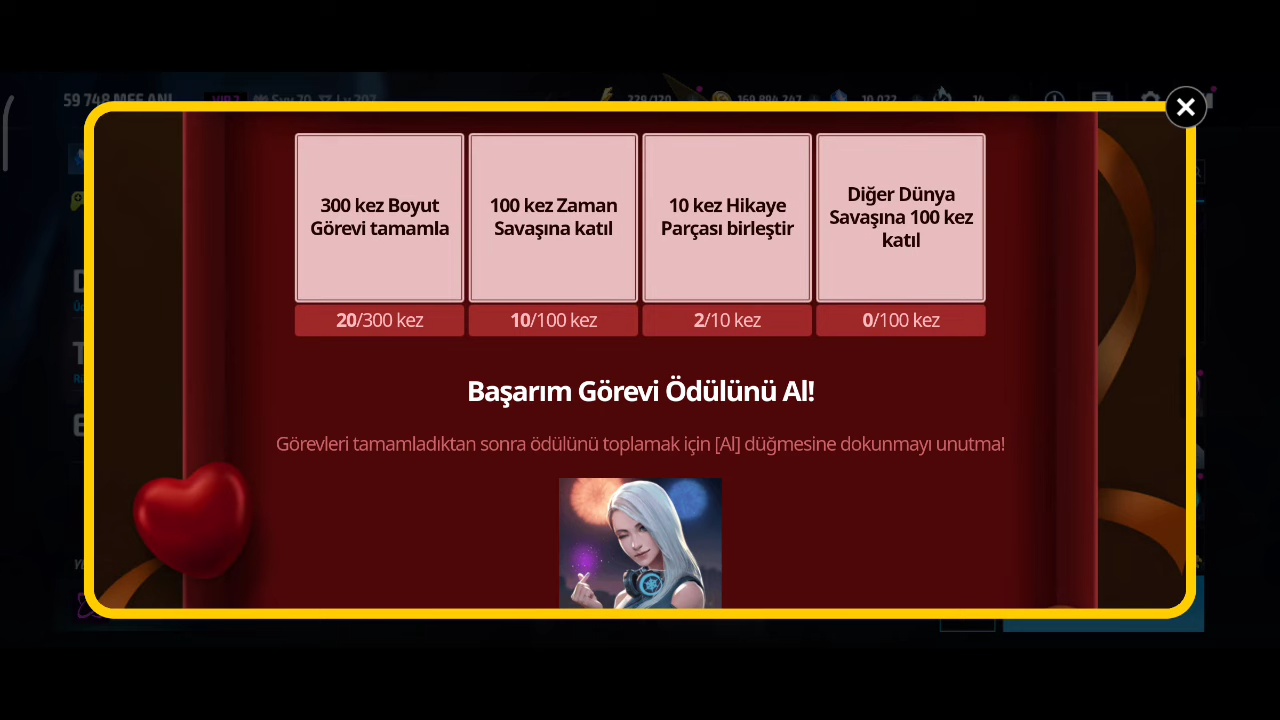 300 kez Boyut
Görevi tamamla
100 kez Zaman
Savaşına katıl
10 kez Hikaye
Parçası birleştir
Diğer Dünya
Savaşına 100 kez
katıl
20/300 kez
10/100 kez
2/10 kez
0/100 kez
Başarım Görevi Ödülünü Al!
Görevleri tamamladıktan sonra ödülünü toplamak için [Al] düğmesine dokunmayı unutma!